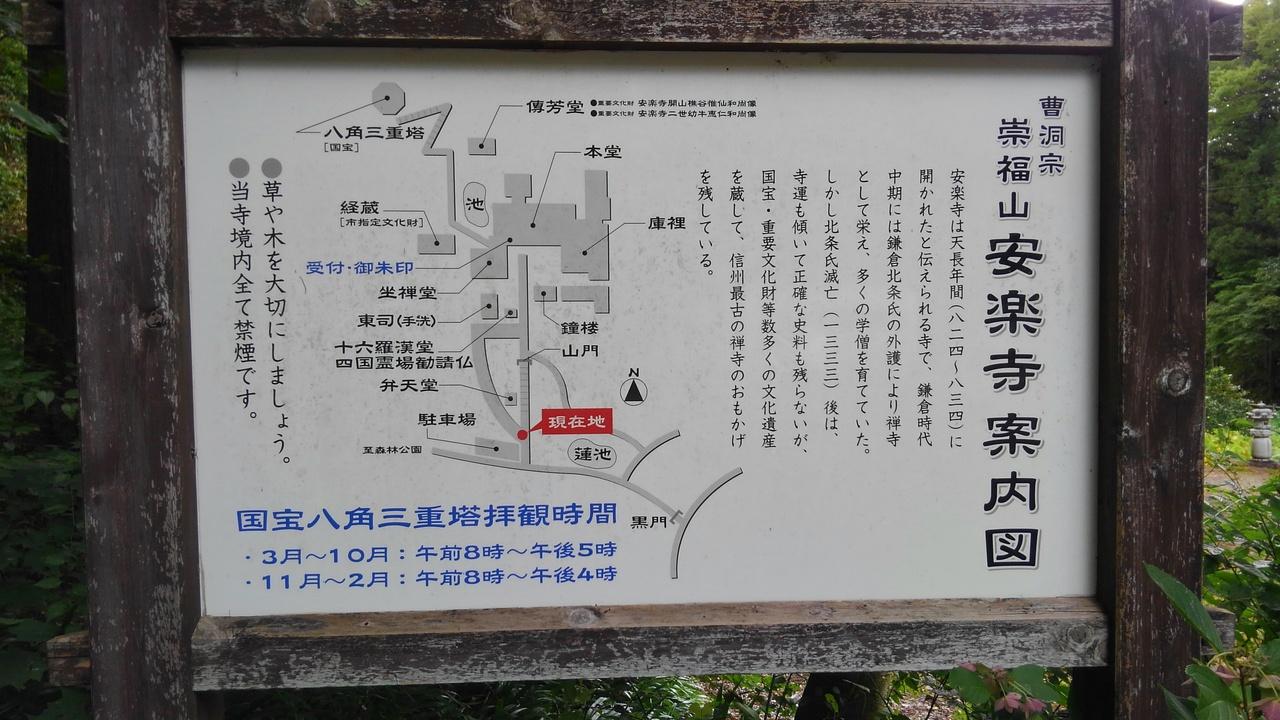 曹洞宗
崇福山
安楽寺案内図
安楽寺は天長年間（八二四～八三四）に
開かれたと伝えられる寺で、鎌倉時代
中期には鎌倉北条氏の外護により禅寺
として栄え、多くの学僧を育てていた。
しかし北条氏滅亡（一三三三）後は、
寺運も傾いて正確な史料も残らないが、
国宝・重要文化財等数多くの文化遺産
を蔵して、信州最古の禅寺のおもかげ
を残している。
傳芳堂
●重要文化財 安楽寺開山樵谷惟仙和尚像
●重要文化財 安楽寺二世幼牛恵仁和尚像
八角三重塔
［国宝］
本堂
池
経蔵
［市指定文化財］
庫裡
受付・御朱印
坐禅堂
東司(手洗)
鐘楼
十六羅漢堂
四国霊場勧請仏
山門
弁天堂
N
駐車場
現在地
至森林公園
蓮池
黒門
●草や木を大切にしましょう。
●当寺境内全て禁煙です。
国宝八角三重塔拝観時間
・3月～10月：午前8時～午後5時
・11月～2月：午前8時～午後4時